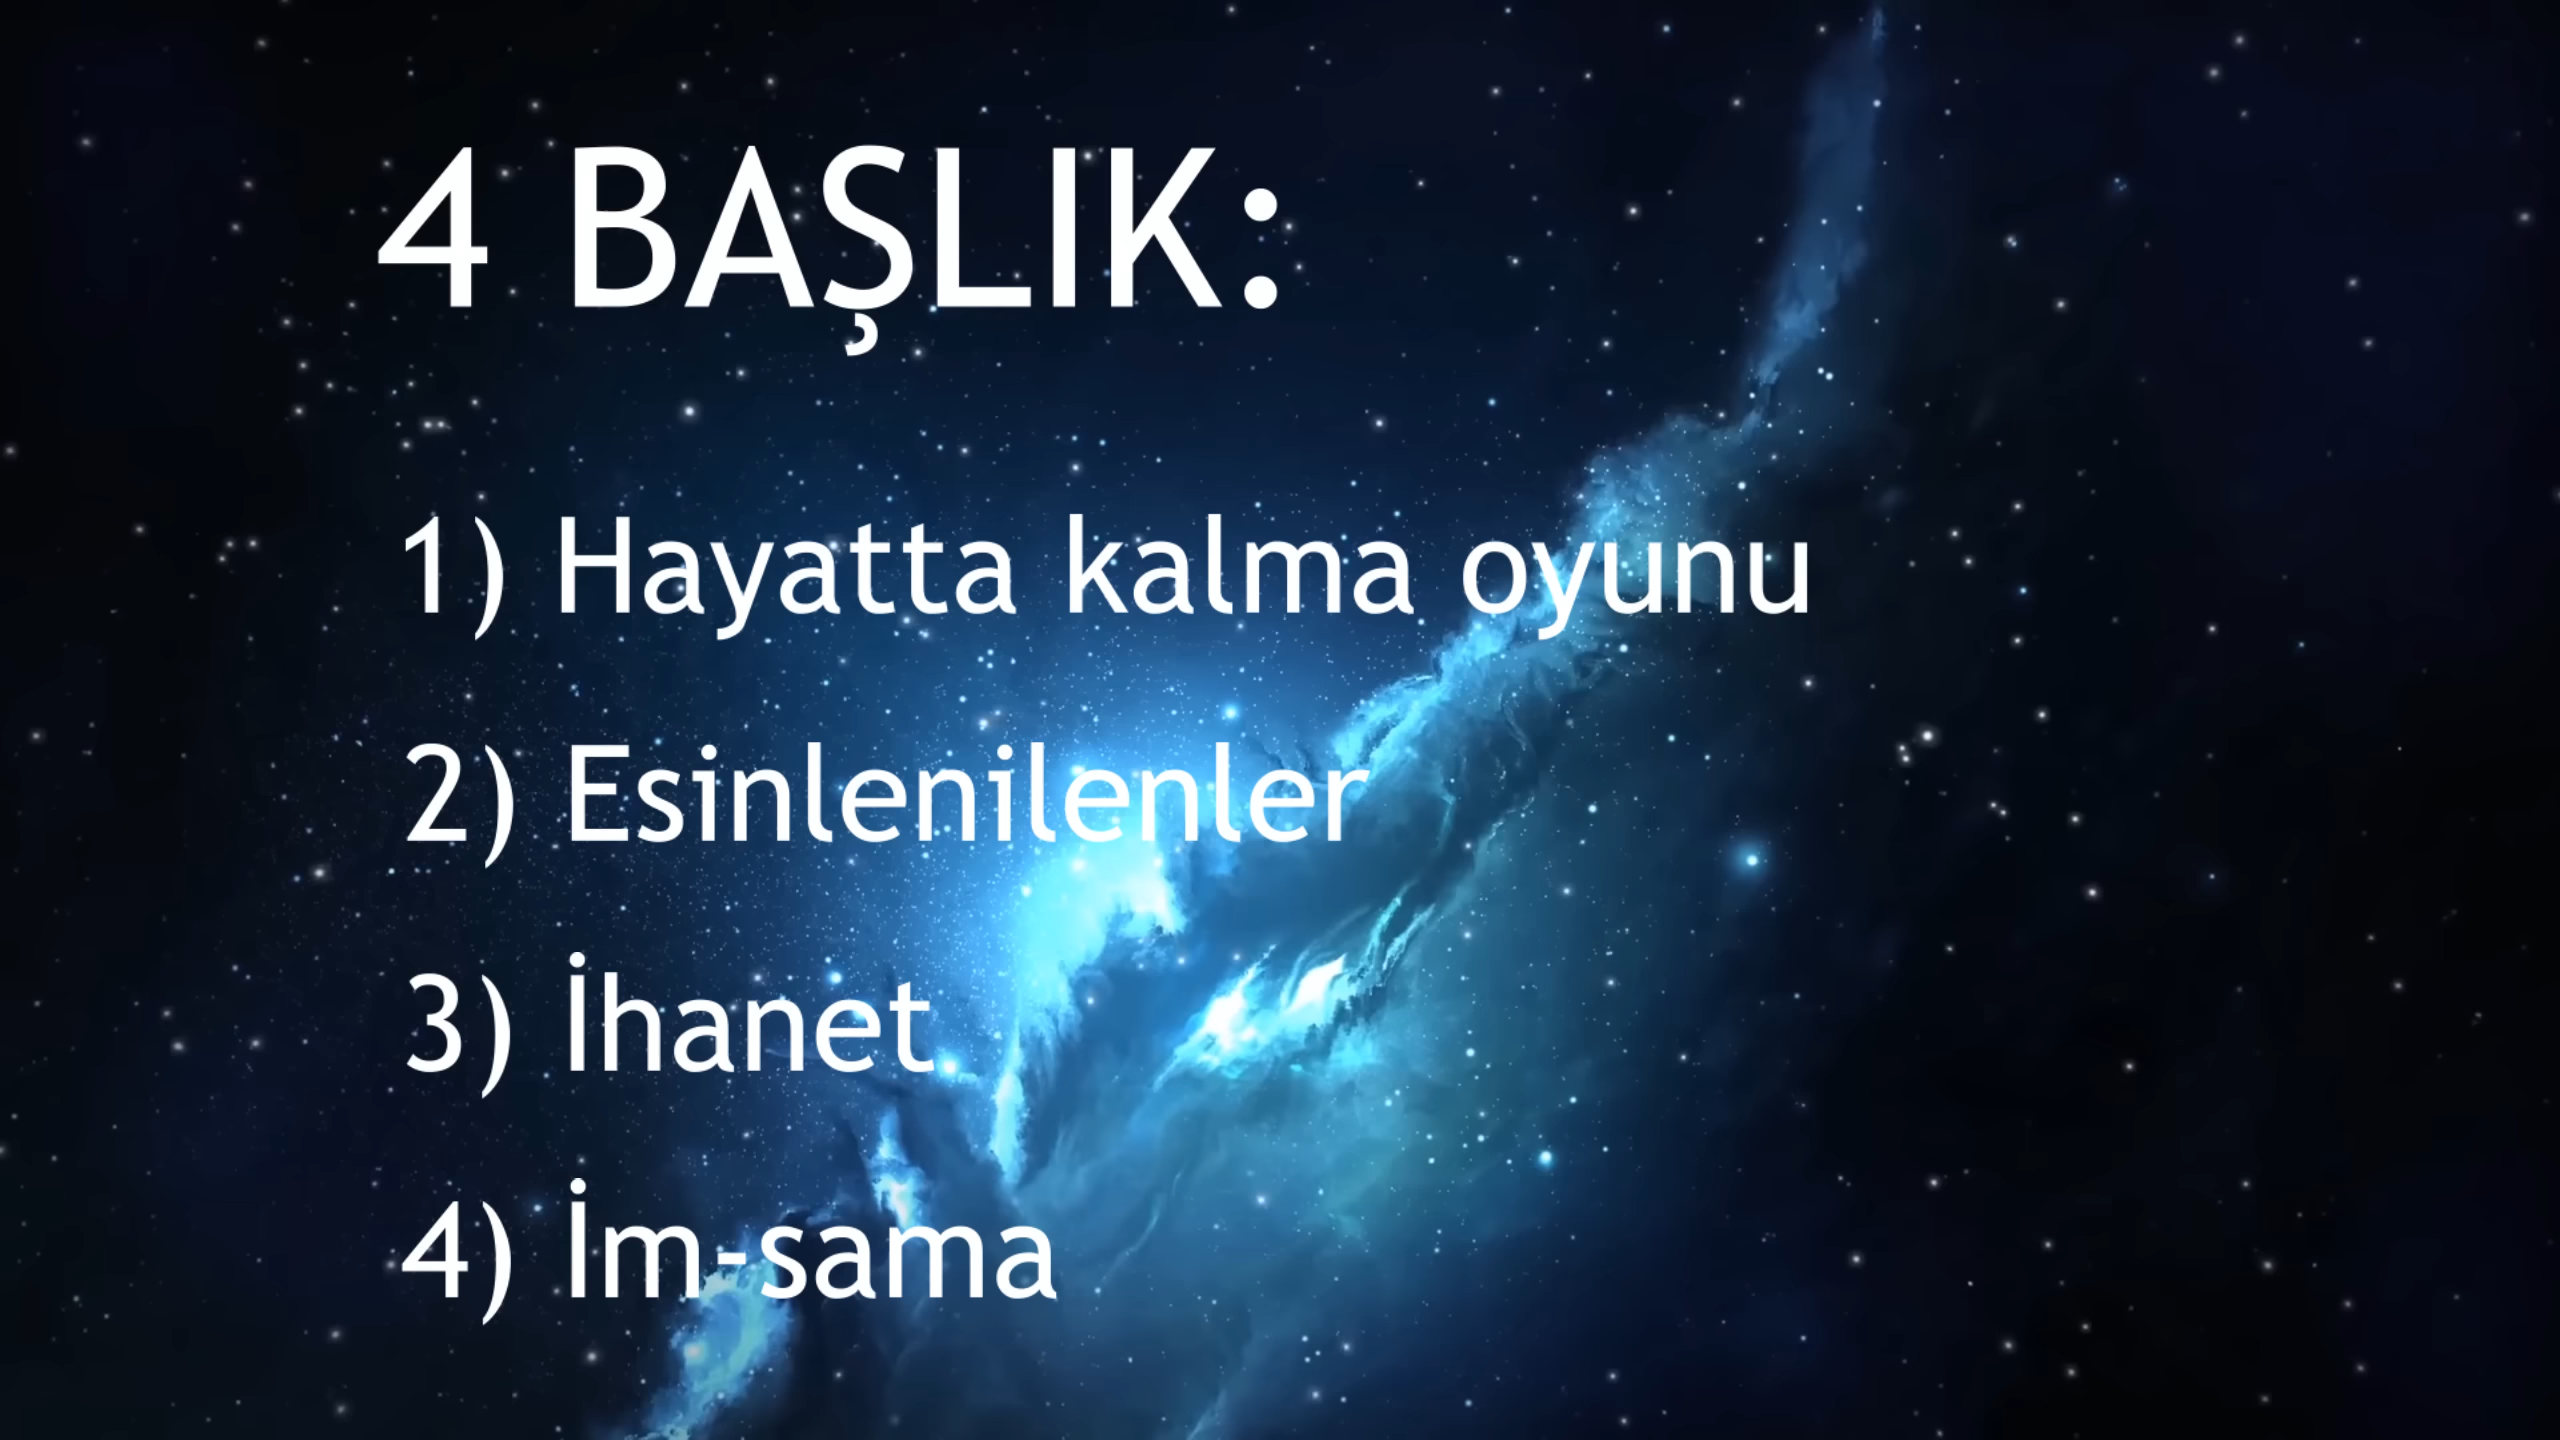 4 BAŞLIK:
1) Hayatta kalma oyunu
2) Esinlenilenler
3) İhanet
4) İm-sama